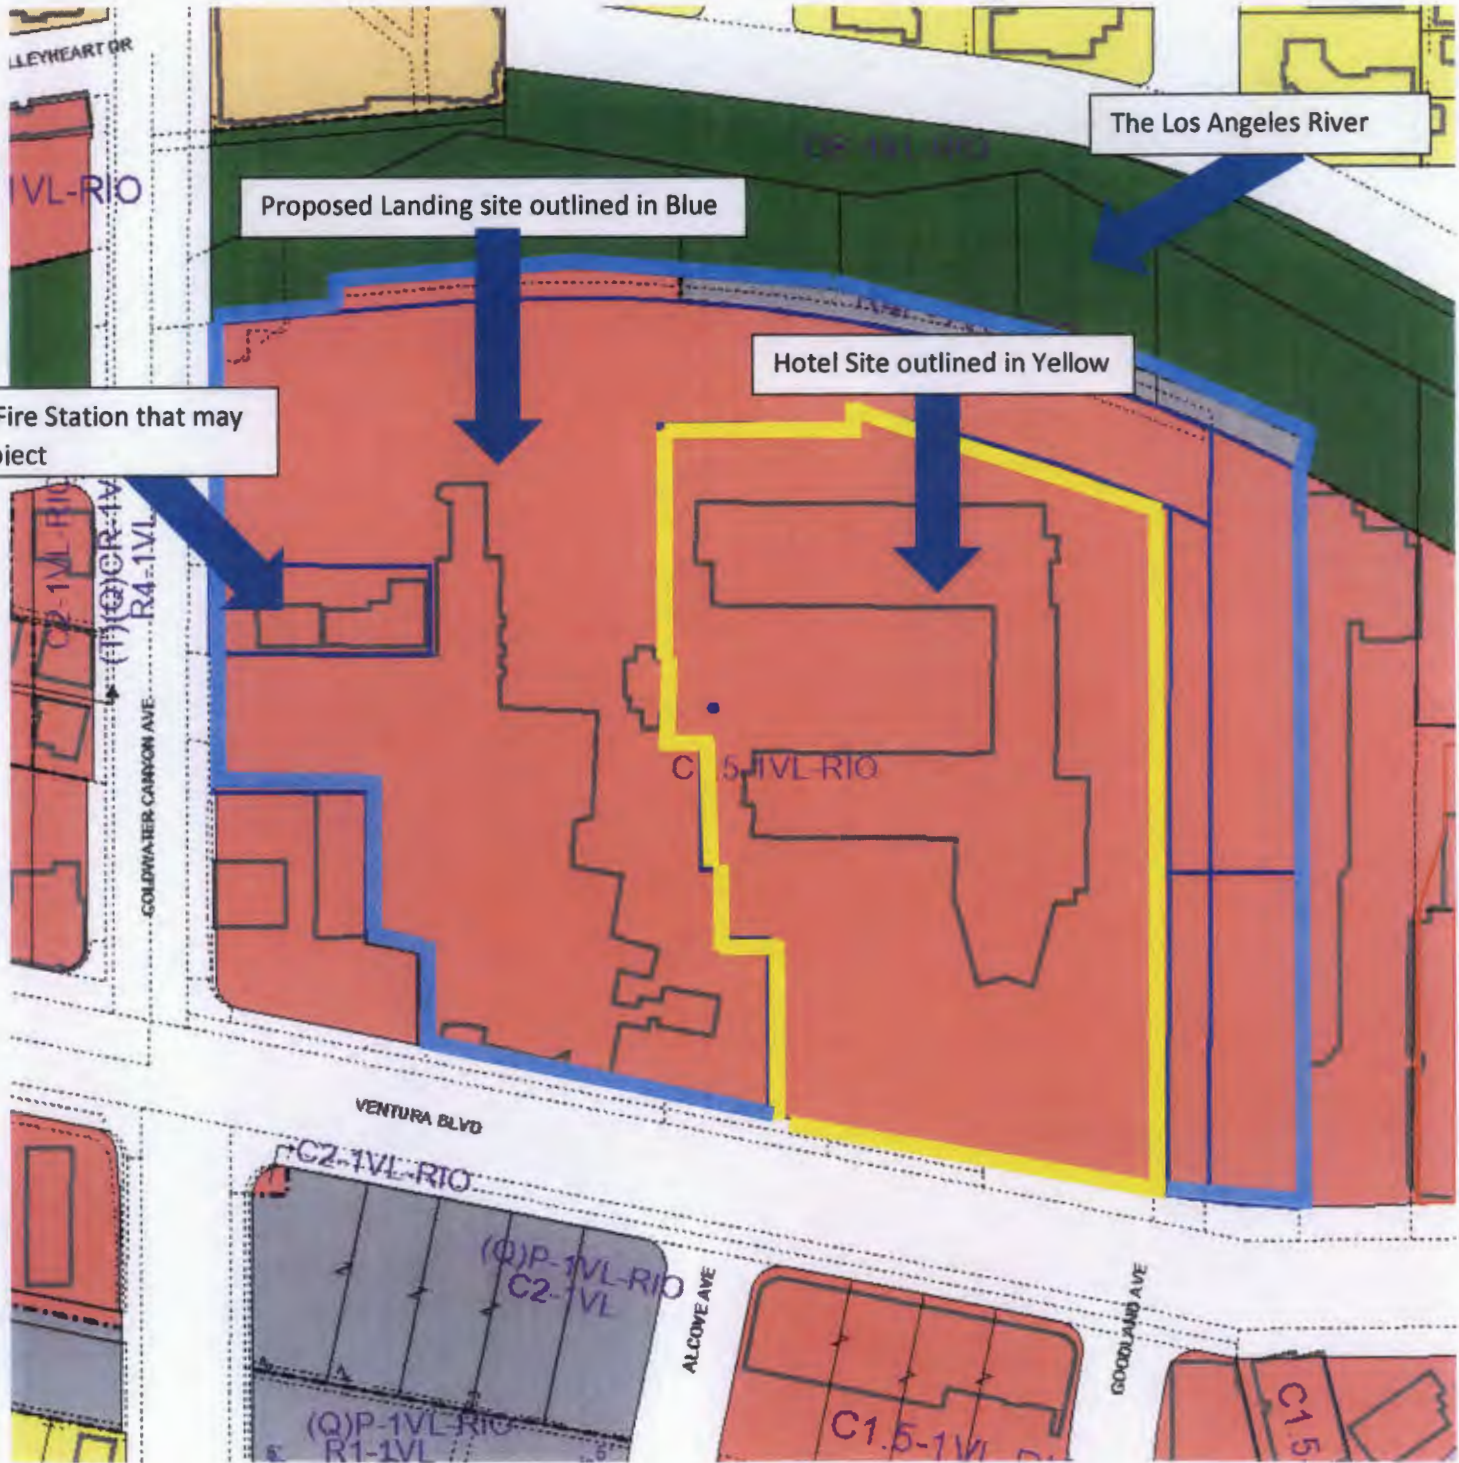 LLEYHEART DR
The Los Angeles River
1VL-RIO
Proposed Landing site outlined in Blue
Hotel Site outlined in Yellow
Fire Station that may
C2-1VL-RIO
(T)(Q)CR-1V
R4-1VL
COLDWATER CANYON AVE
5-1VL-RIO
VENTURA BLVD
C2-1VL-RIO
(Q)P-1VL-RIO
C2-1VL
ALCOVE AVE
GOODLAND AVE
(Q)P-1VL-RIO
R1-1VL
C1.5-1VL
C1.5